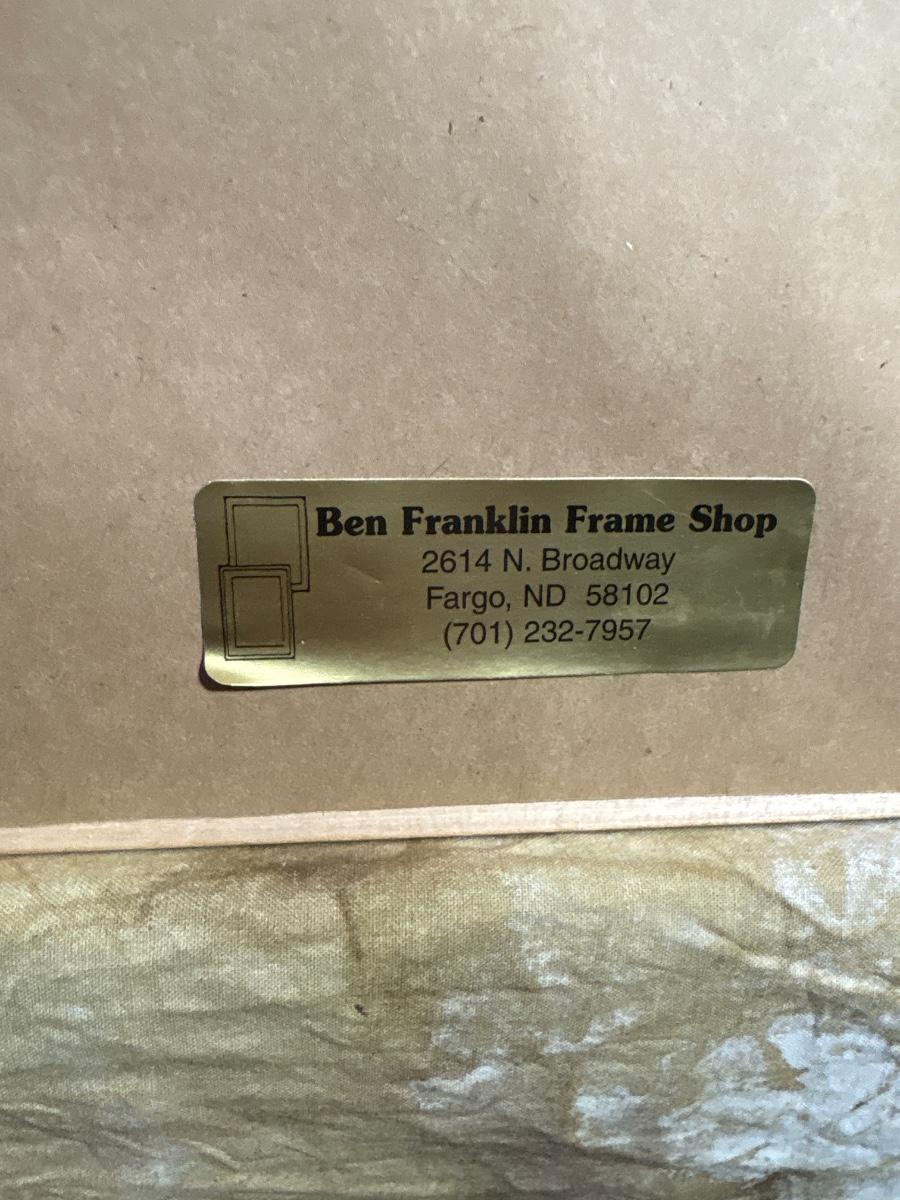 Ben Franklin Frame Shop
2614 N. Broadway
Fargo, ND  58102
(701) 232-7957